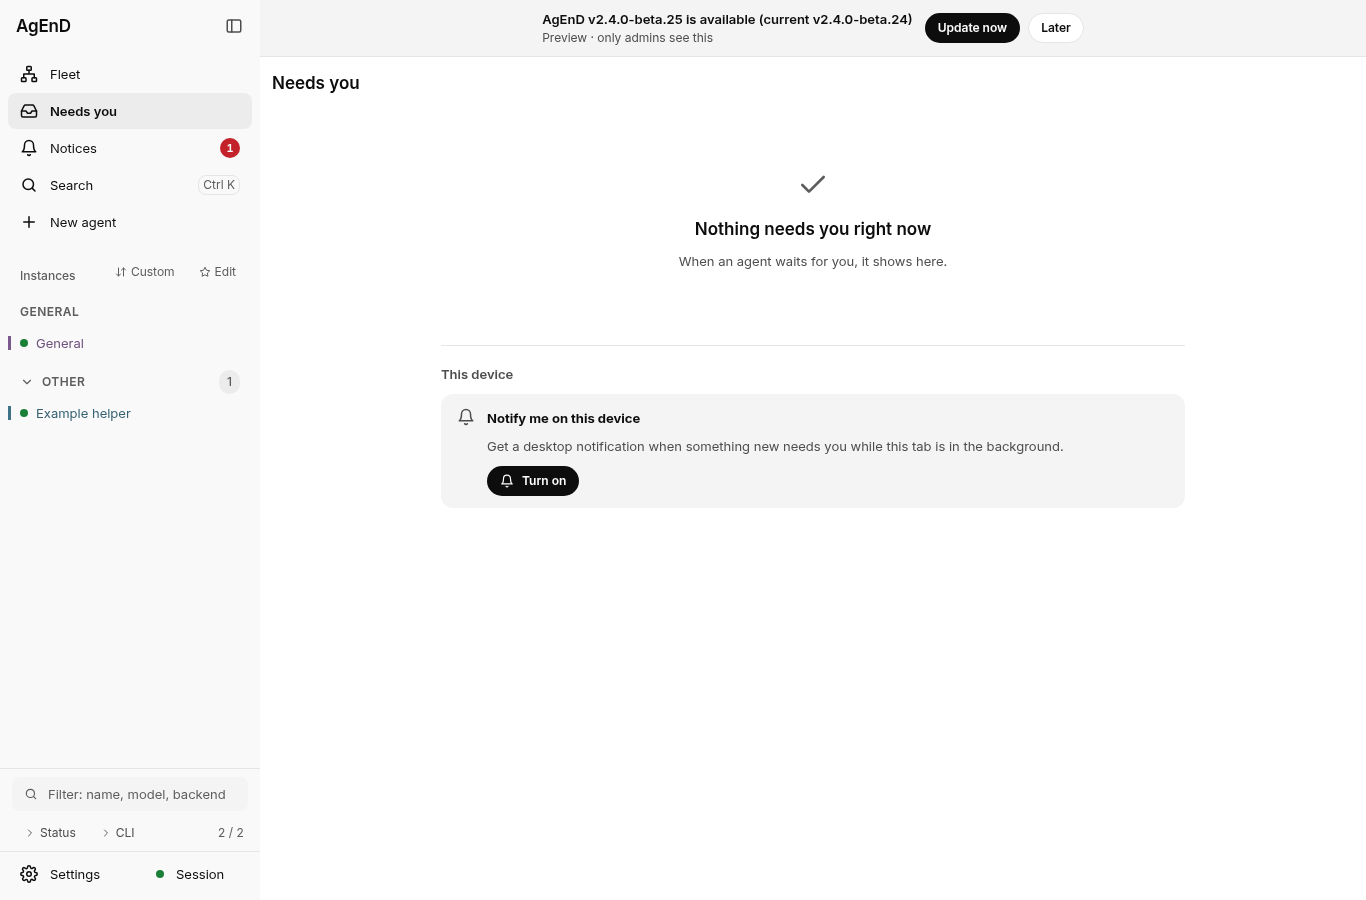 AgEnD
Fleet
Needs you
Notices
1
Search
Ctrl K
New agent
Instances
Custom
Edit
GENERAL
General
OTHER
1
Example helper
Filter: name, model, backend
Status
CLI
2 / 2
Settings
Session
AgEnD v2.4.0-beta.25 is available (current v2.4.0-beta.24)
Preview · only admins see this
Update now
Later
Needs you
Nothing needs you right now
When an agent waits for you, it shows here.
This device
Notify me on this device
Get a desktop notification when something new needs you while this tab is in the background.
Turn on